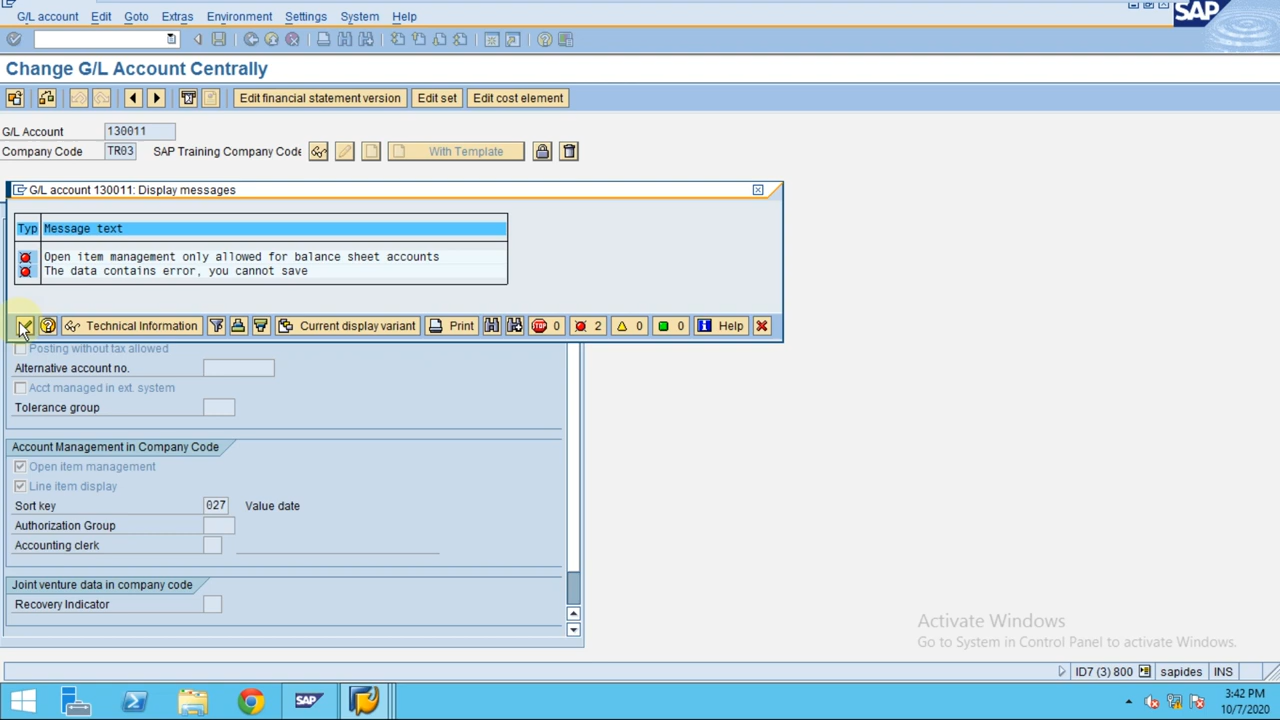 G/L account Edit Goto Extras Environment Settings System Help
SAP
Change G/L Account Centrally
Edit financial statement version Edit set Edit cost element
G/L Account 130011
Company Code TR03 SAP Training Company Code With Template
G/L account 130011: Display messages
Typ Message text
Open item management only allowed for balance sheet accounts
The data contains error, you cannot save
Technical Information Current display variant Print STOP 0 2 0 0 Help
Posting without tax allowed
Alternative account no.
Acct managed in ext. system
Tolerance group
Account Management in Company Code
Open item management
Line item display
Sort key 027 Value date
Authorization Group
Accounting clerk
Joint venture data in company code
Recovery Indicator
Activate Windows
Go to System in Control Panel to activate Windows.
ID7 (3) 800 sapides INS
SAP
3:42 PM
10/7/2020